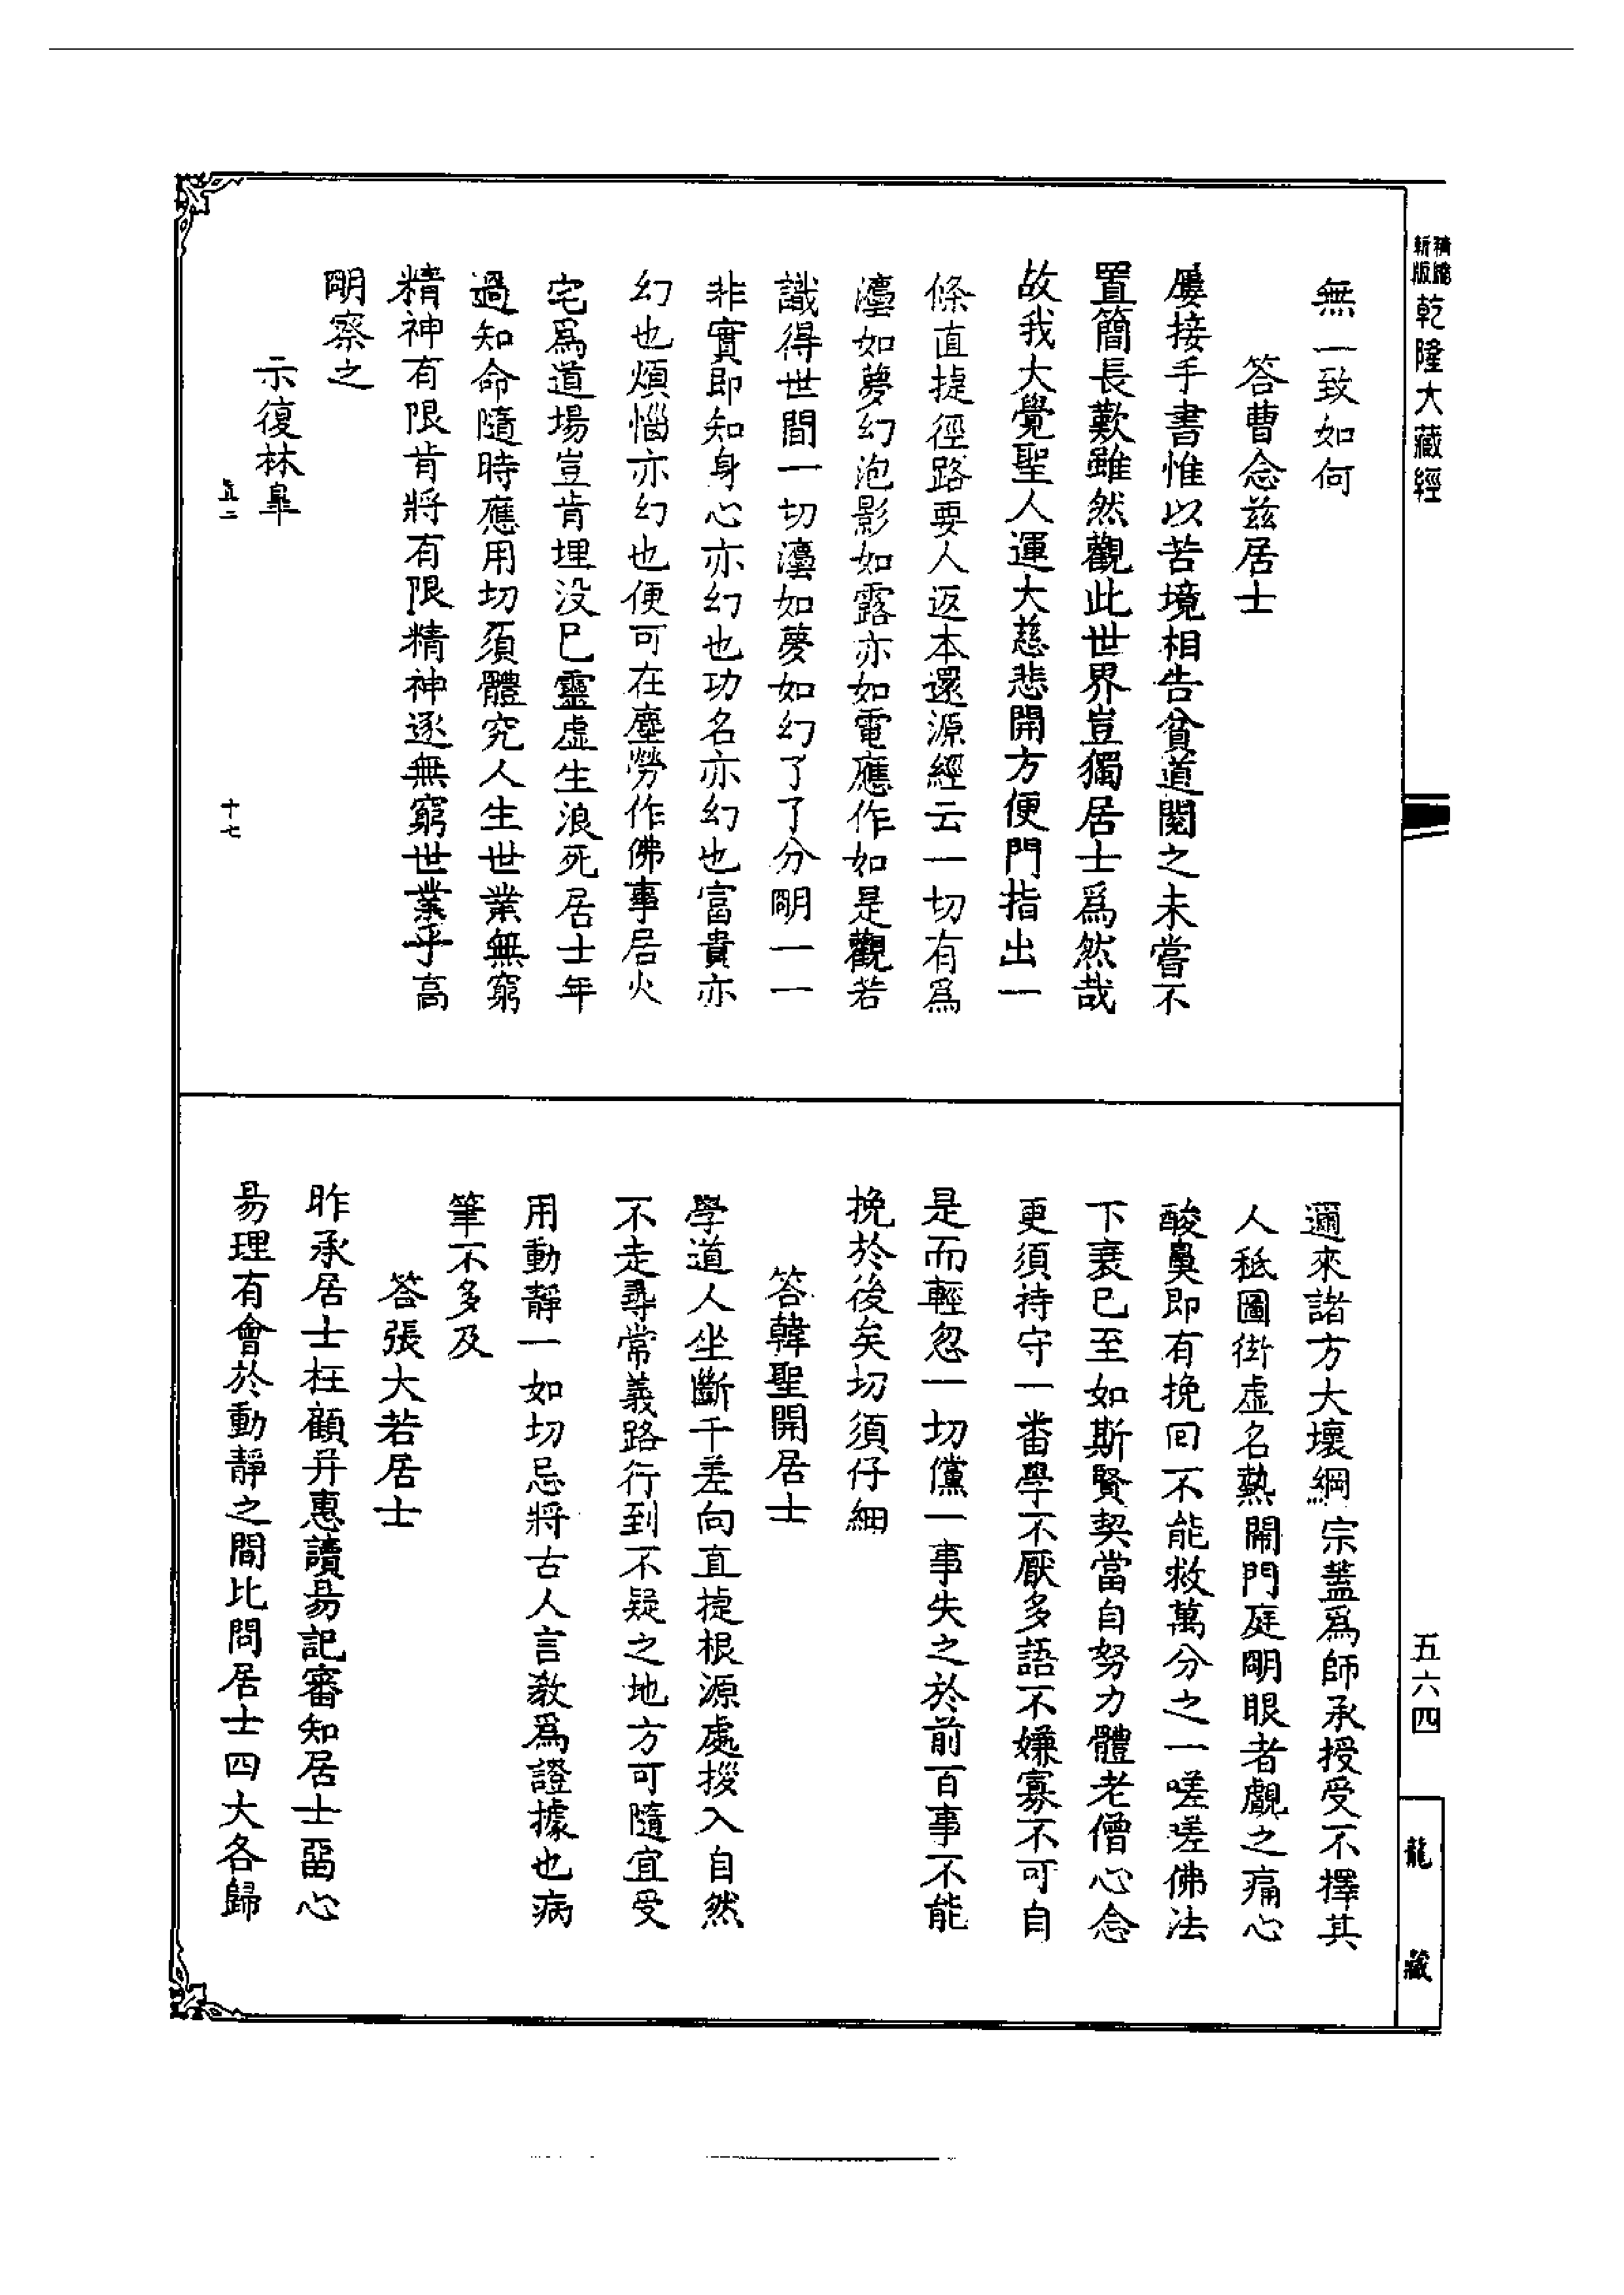 精縮新版乾隆大藏經
無一致如何
答曹念茲居士
屢接手書惟以苦境相告貧道閱之未嘗不
置簡長歎雖然觀此世界豈獨居士爲然哉
故我大覺聖人運大慈悲開方便門指出一
條直捷徑路要人返本還源經云一切有爲
灋如夢幻泡影如露亦如電應作如是觀若
識得世間一切灋如夢如幻了了分明一一
非實即知身心亦幻也功名亦幻也富貴亦
幻也煩惱亦幻也便可在塵勞作佛事居火
宅爲道場豈肯埋没巳靈虛生浪死居士年
過知命隨時應用切須體究人生世業無窮
精神有限肯將有限精神逐無窮世業乎高
明察之
示復林臯
十七
邇來諸方大壞綱宗葢爲師承授受不擇其
人秪圖衒虛名熱鬧門庭明眼者觀之痛心
酸鼻即有挽回不能救萬分之一嗟嗟佛法
下衰巳至如斯賢契當自努力體老僧心念
更須持守一番學不厭多語不嫌寡不可自
是而輕忽一切儻一事失之於前百事不能
挽於後矣切須仔細
答韓聖開居士
學道人坐斷千差向直捷根源處拶入自然
不走尋常義路行到不疑之地方可隨宜受
用動靜一如切忌將古人言教爲證據也病
筆不多及
答張大若居士
昨承居士枉顧并惠讀易記審知居士畱心
易理有會於動靜之間比問居士四大各歸
五六四
龍藏